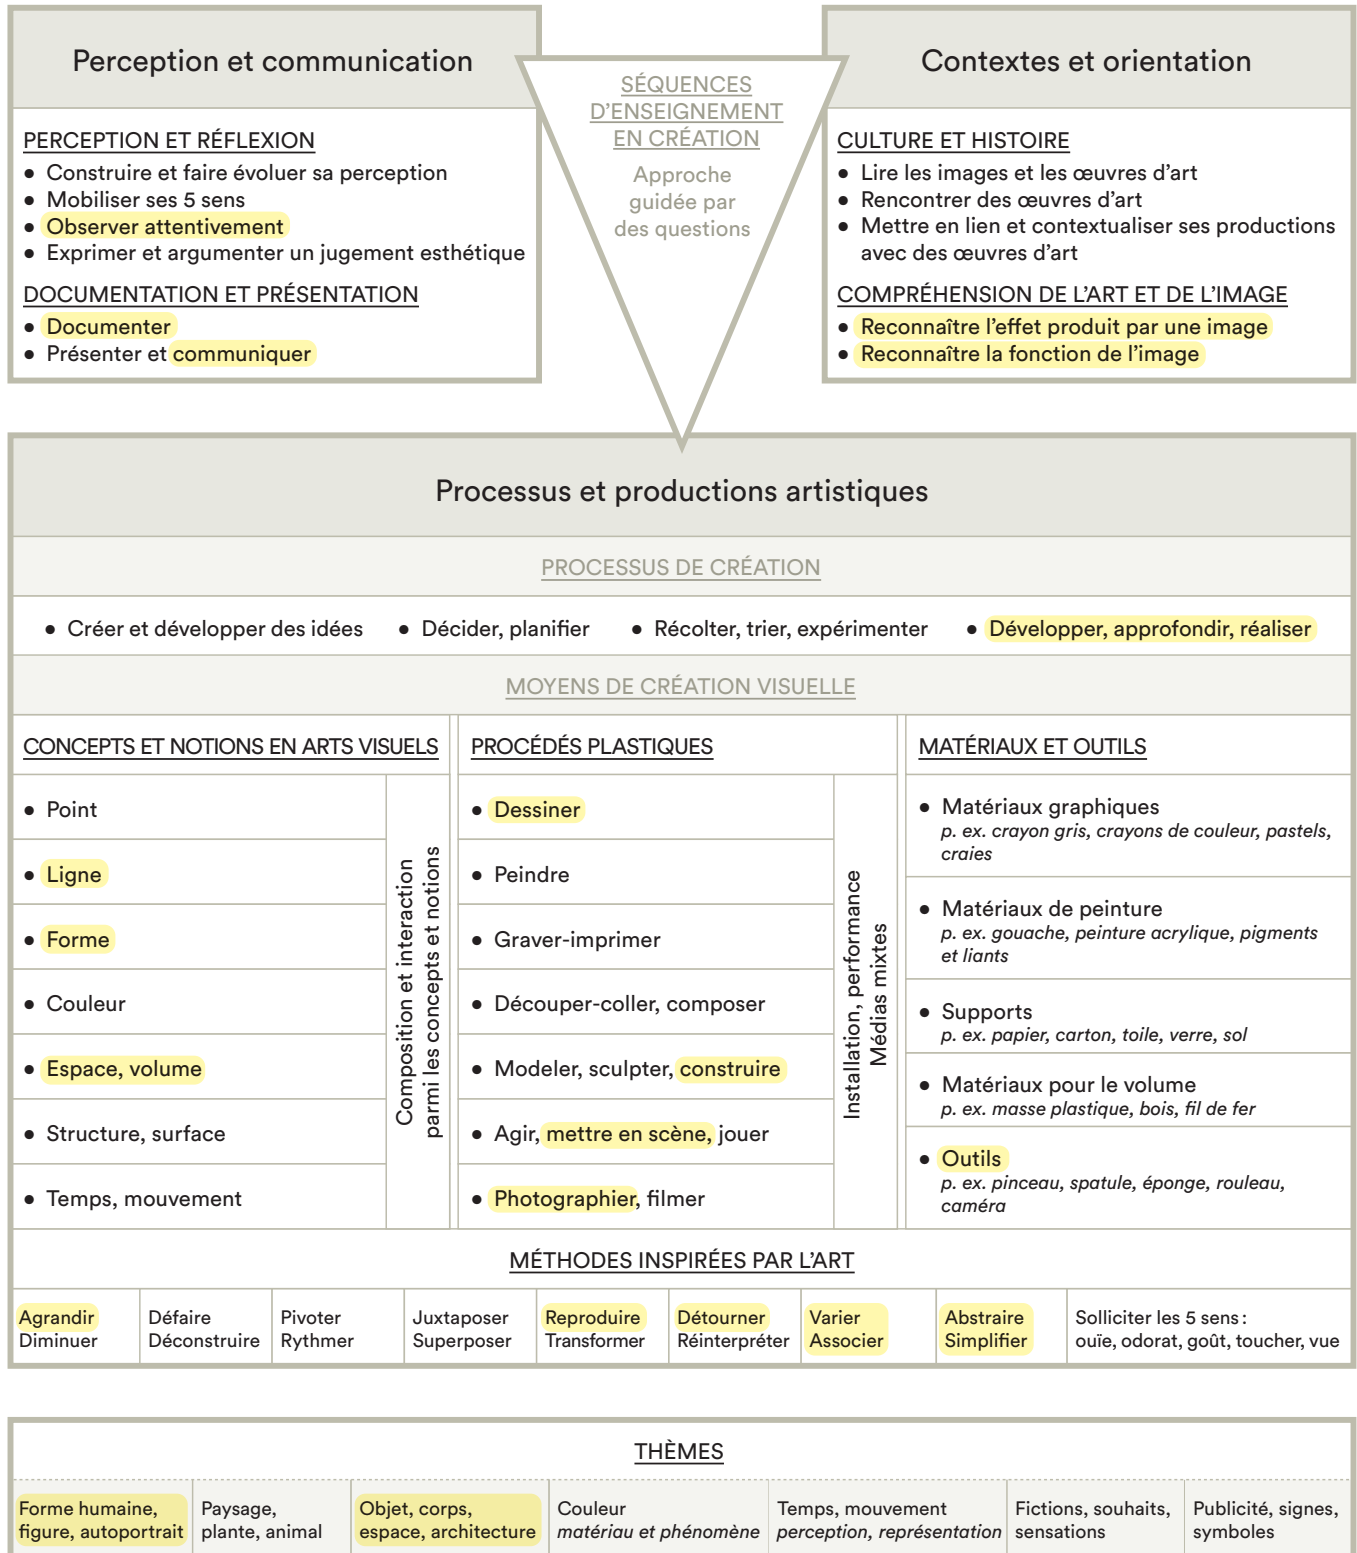 Perception et communication
PERCEPTION ET RÉFLEXION
• Construire et faire évoluer sa perception
• Mobiliser ses 5 sens
• Observer attentivement
• Exprimer et argumenter un jugement esthétique
DOCUMENTATION ET PRÉSENTATION
• Documenter
• Présenter et communiquer
SÉQUENCES
D’ENSEIGNEMENT
EN CRÉATION
Approche
guidée par
des questions
Contextes et orientation
CULTURE ET HISTOIRE
• Lire les images et les œuvres d’art
• Rencontrer des œuvres d’art
• Mettre en lien et contextualiser ses productions
avec des œuvres d’art
COMPRÉHENSION DE L’ART ET DE L’IMAGE
• Reconnaître l’effet produit par une image
• Reconnaître la fonction de l’image
Processus et productions artistiques
PROCESSUS DE CRÉATION
• Créer et développer des idées • Décider, planifier • Récolter, trier, expérimenter • Développer, approfondir, réaliser
MOYENS DE CRÉATION VISUELLE
CONCEPTS ET NOTIONS EN ARTS VISUELS
• Point
• Ligne
• Forme
• Couleur
• Espace, volume
• Structure, surface
• Temps, mouvement
Composition et interaction
parmi les concepts et notions
PROCÉDÉS PLASTIQUES
• Dessiner
• Peindre
• Graver-imprimer
• Découper-coller, composer
• Modeler, sculpter, construire
• Agir, mettre en scène, jouer
• Photographier, filmer
Installation, performance
Médias mixtes
MATÉRIAUX ET OUTILS
• Matériaux graphiques
p. ex. crayon gris, crayons de couleur, pastels,
craies
• Matériaux de peinture
p. ex. gouache, peinture acrylique, pigments
et liants
• Supports
p. ex. papier, carton, toile, verre, sol
• Matériaux pour le volume
p. ex. masse plastique, bois, fil de fer
• Outils
p. ex. pinceau, spatule, éponge, rouleau,
caméra
MÉTHODES INSPIRÉES PAR L’ART
Agrandir
Diminuer
Défaire
Déconstruire
Pivoter
Rythmer
Juxtaposer
Superposer
Reproduire
Transformer
Détourner
Réinterpréter
Varier
Associer
Abstraire
Simplifier
Solliciter les 5 sens :
ouïe, odorat, goût, toucher, vue
THÈMES
Forme humaine,
figure, autoportrait
Paysage,
plante, animal
Objet, corps,
espace, architecture
Couleur
matériau et phénomène
Temps, mouvement
perception, représentation
Fictions, souhaits,
sensations
Publicité, signes,
symboles